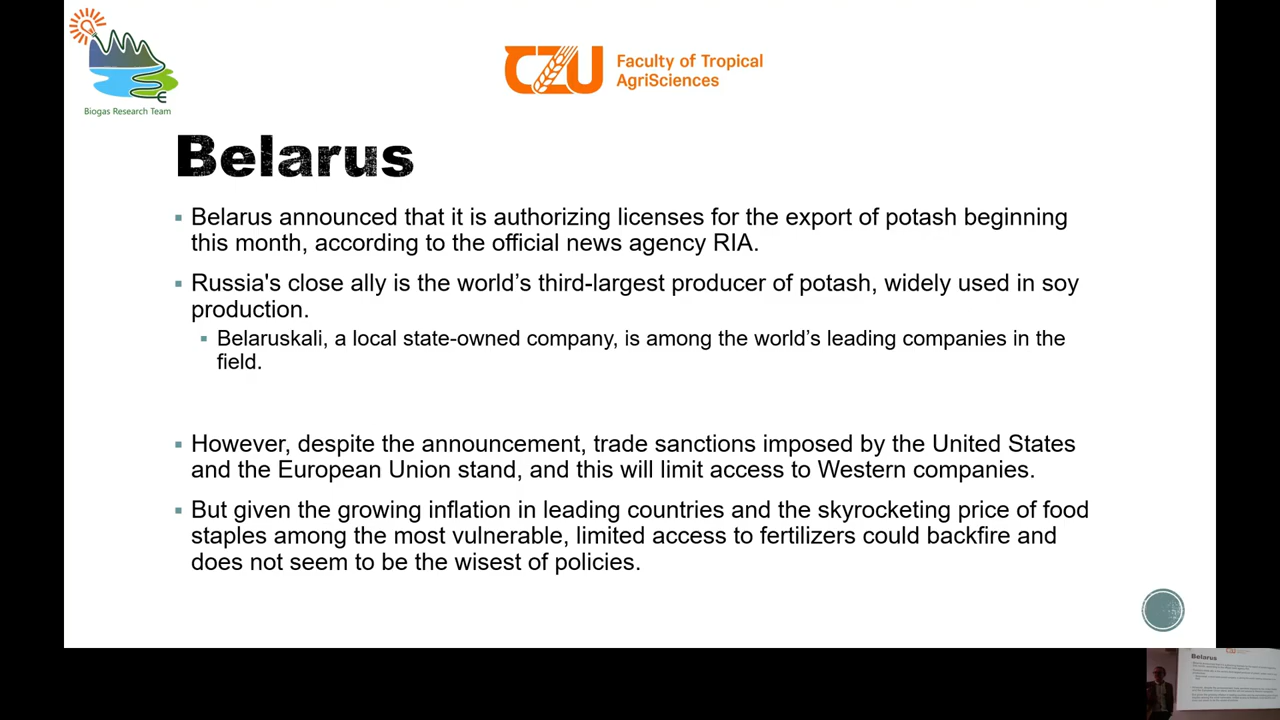 Biogas Research Team
CZU
Faculty of Tropical
AgriSciences
Belarus
Belarus announced that it is authorizing licenses for the export of potash beginning
this month, according to the official news agency RIA.
Russia's close ally is the world’s third-largest producer of potash, widely used in soy
production.
Belaruskali, a local state-owned company, is among the world’s leading companies in the
field.
However, despite the announcement, trade sanctions imposed by the United States
and the European Union stand, and this will limit access to Western companies.
But given the growing inflation in leading countries and the skyrocketing price of food
staples among the most vulnerable, limited access to fertilizers could backfire and
does not seem to be the wisest of policies.
Belarus